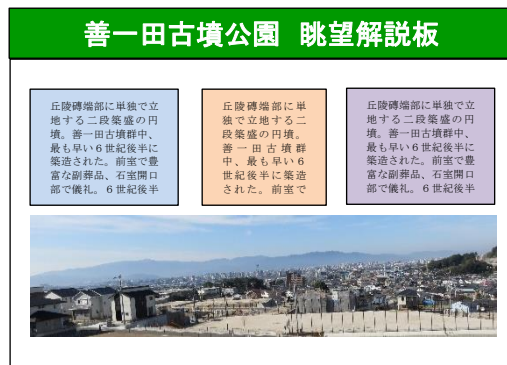 善一田古墳公園　眺望解説板
丘陵磚端部に単独で立
地する二段築盛の円
墳。善一田古墳群中、
最も早い６世紀後半に
築造された。前室で豊
富な副葬品、石室開口
部で儀礼。６世紀後半
丘陵磚端部に単
独で立地する二
段築盛の円墳。
善一田古墳群
中、最も早い６
世紀後半に築造
された。前室で
丘陵磚端部に単独で立
地する二段築盛の円
墳。善一田古墳群中、
最も早い６世紀後半に
築造された。前室で豊
富な副葬品、石室開口
部で儀礼。６世紀後半